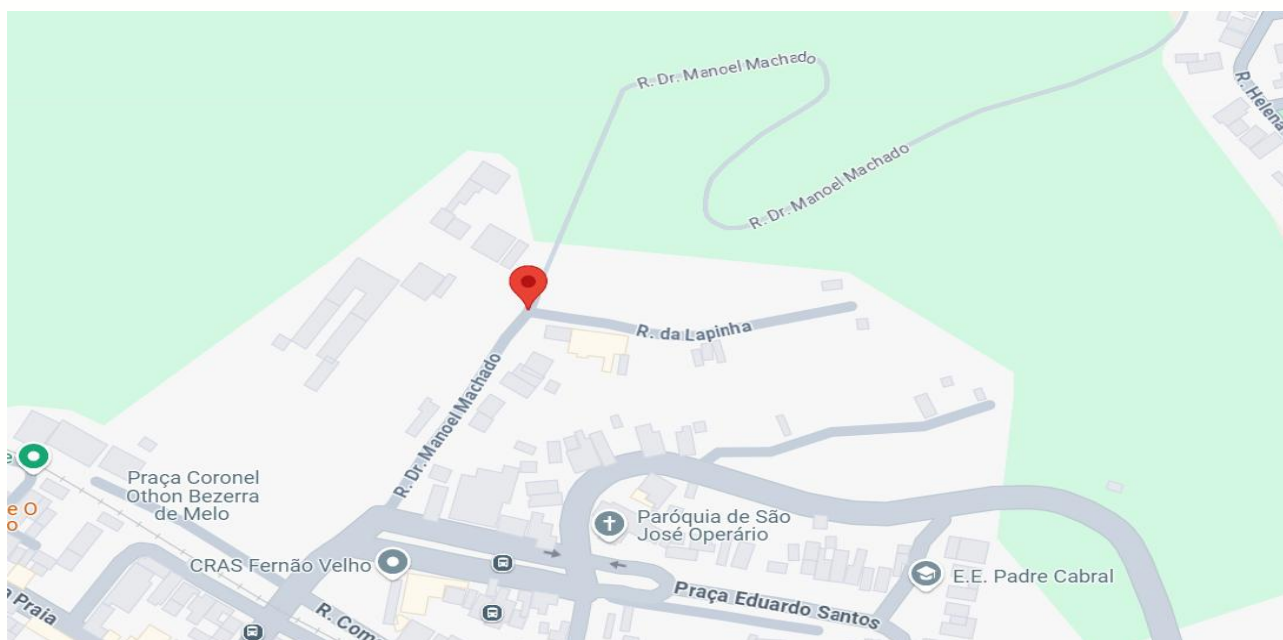 R. Dr. Manoel Machado
R. Helena
R. Dr. Manoel Machado
R. da Lapinha
R. Dr. Manoel Machado
Praça Coronel
Othon Bezerra
de Melo
e
e O
o
Paróquia de São
José Operário
CRAS Fernão Velho
E.E. Padre Cabral
Praça Eduardo Santos
a Praia
R. Com